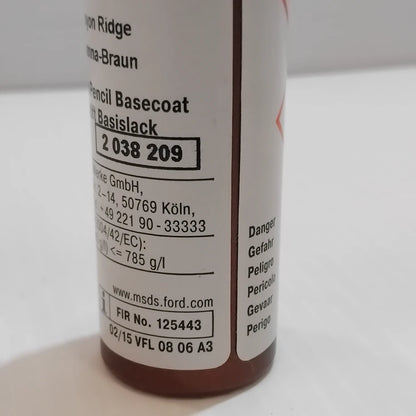 yon Ridge
nna-Braun
Pencil Basecoat
Basislack
2 038 209
erke GmbH,
2-14, 50769 Köln,
+49 221 90-33333
004/42/EC):
g/l) <= 785 g/l
www.msds.ford.com
FIR No. 125443
02/15 VFL 08 06 A3
Danger
Gefahr
Peligro
Pericolo
Gevaar
Perigo